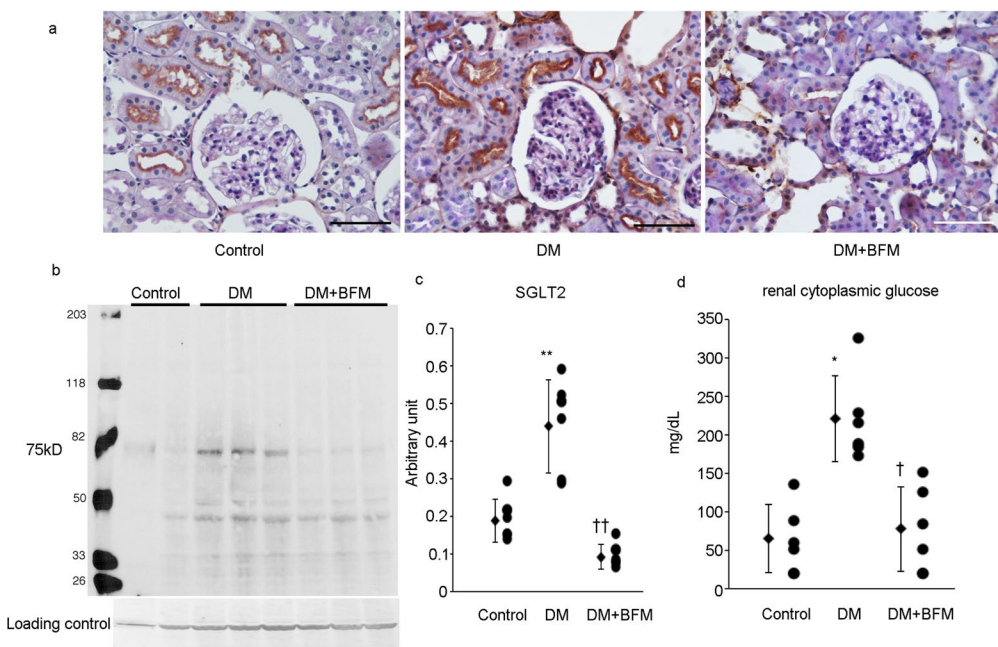 a
Control
DM
DM+BFM
b
Control
DM
DM+BFM
203
118
82
75kD
50
33
26
Loading control
c
SGLT2
Arbitrary unit
0.7
0.6
0.5
0.4
0.3
0.2
0.1
0
**
††
Control
DM
DM+BFM
d
renal cytoplasmic glucose
mg/dL
350
300
250
200
150
100
50
0
*
†
Control
DM
DM+BFM